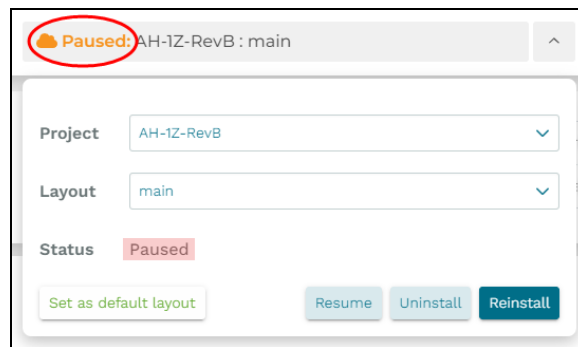 Paused: AH-1Z-RevB : main
Project AH-1Z-RevB
Layout main
Status Paused
Set as default layout Resume Uninstall Reinstall